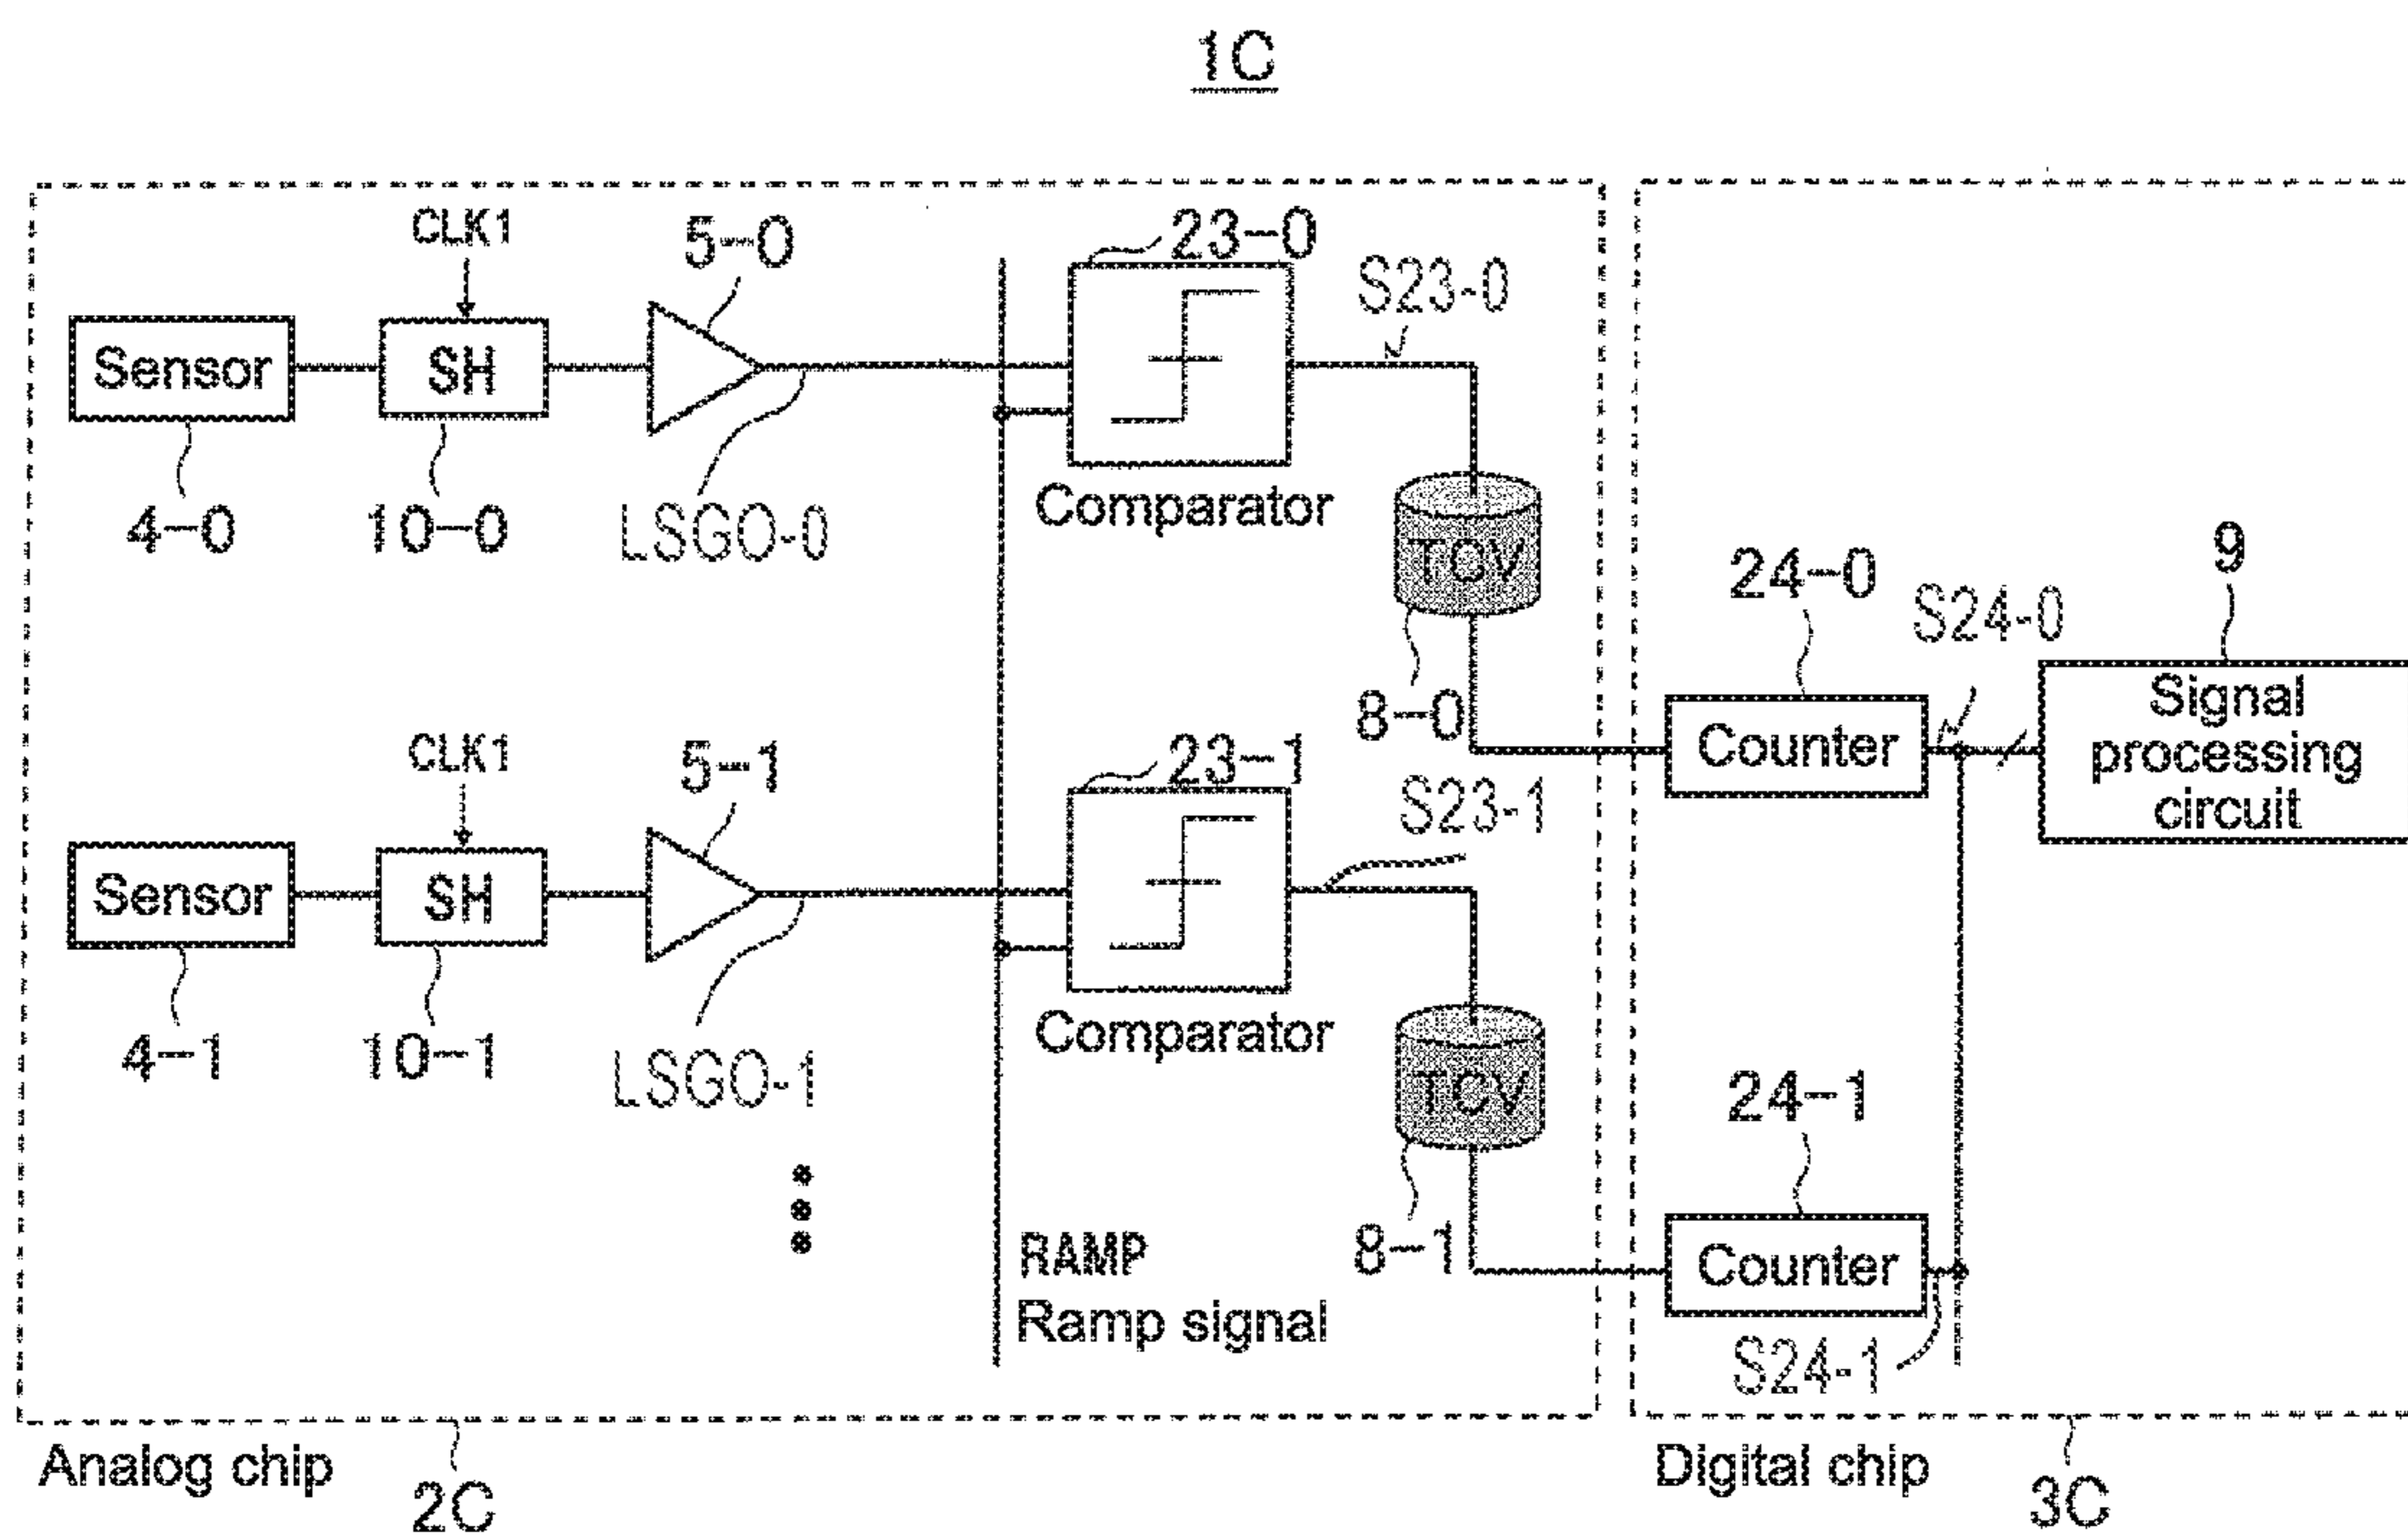 1C
CLK1
5-0
23-0
S23-0
Sensor
SH
4-0
10-0
LSGO-0
Comparator
TCV
8-0
24-0
S24-0
9
Counter
Signal
processing
circuit
CLK1
5-1
23-1
S23-1
Sensor
SH
4-1
10-1
LSGO-1
Comparator
TCV
8-1
24-1
Counter
S24-1
RAMP
Ramp signal
Analog chip
2C
Digital chip
3C